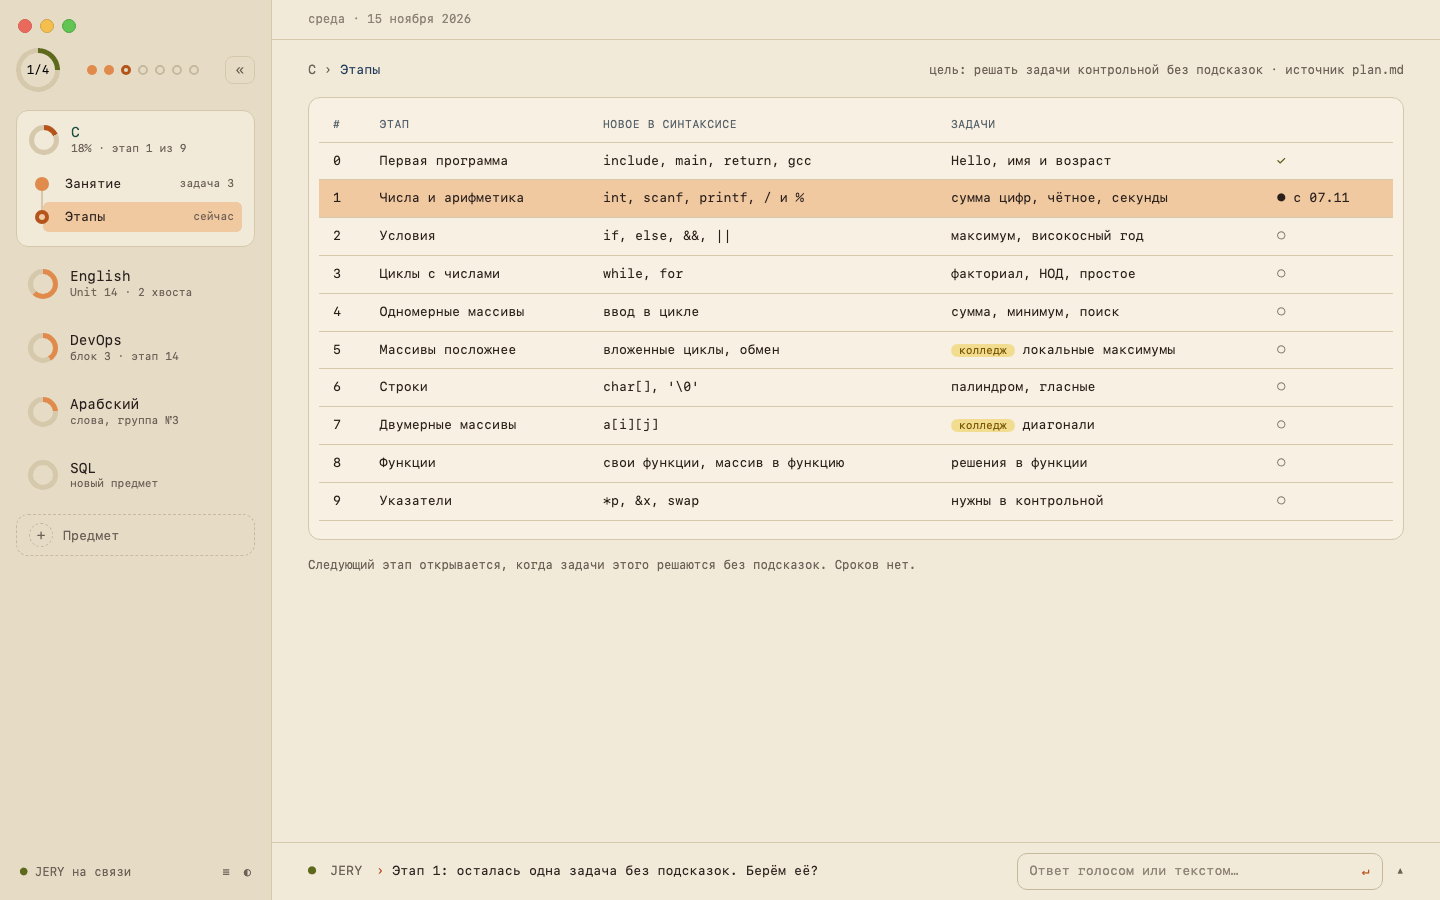 среда · 15 ноября 2026
1/4
«
C
18% · этап 1 из 9
Занятие задача 3
Этапы сейчас
English
Unit 14 · 2 хвоста
DevOps
блок 3 · этап 14
Арабский
слова, группа №3
SQL
новый предмет
+ Предмет
JERY на связи
C › Этапы
цель: решать задачи контрольной без подсказок · источник plan.md
# ЭТАП НОВОЕ В СИНТАКСИСЕ ЗАДАЧИ
0 Первая программа include, main, return, gcc Hello, имя и возраст ✓
1 Числа и арифметика int, scanf, printf, / и % сумма цифр, чётное, секунды ● с 07.11
2 Условия if, else, &&, || максимум, високосный год ○
3 Циклы с числами while, for факториал, НОД, простое ○
4 Одномерные массивы ввод в цикле сумма, минимум, поиск ○
5 Массивы посложнее вложенные циклы, обмен колледж локальные максимумы ○
6 Строки char[], '\0' палиндром, гласные ○
7 Двумерные массивы a[i][j] колледж диагонали ○
8 Функции свои функции, массив в функцию решения в функции ○
9 Указатели *p, &x, swap нужны в контрольной ○
Следующий этап открывается, когда задачи этого решаются без подсказок. Сроков нет.
JERY › Этап 1: осталась одна задача без подсказок. Берём её?
Ответ голосом или текстом… ↵ ▴